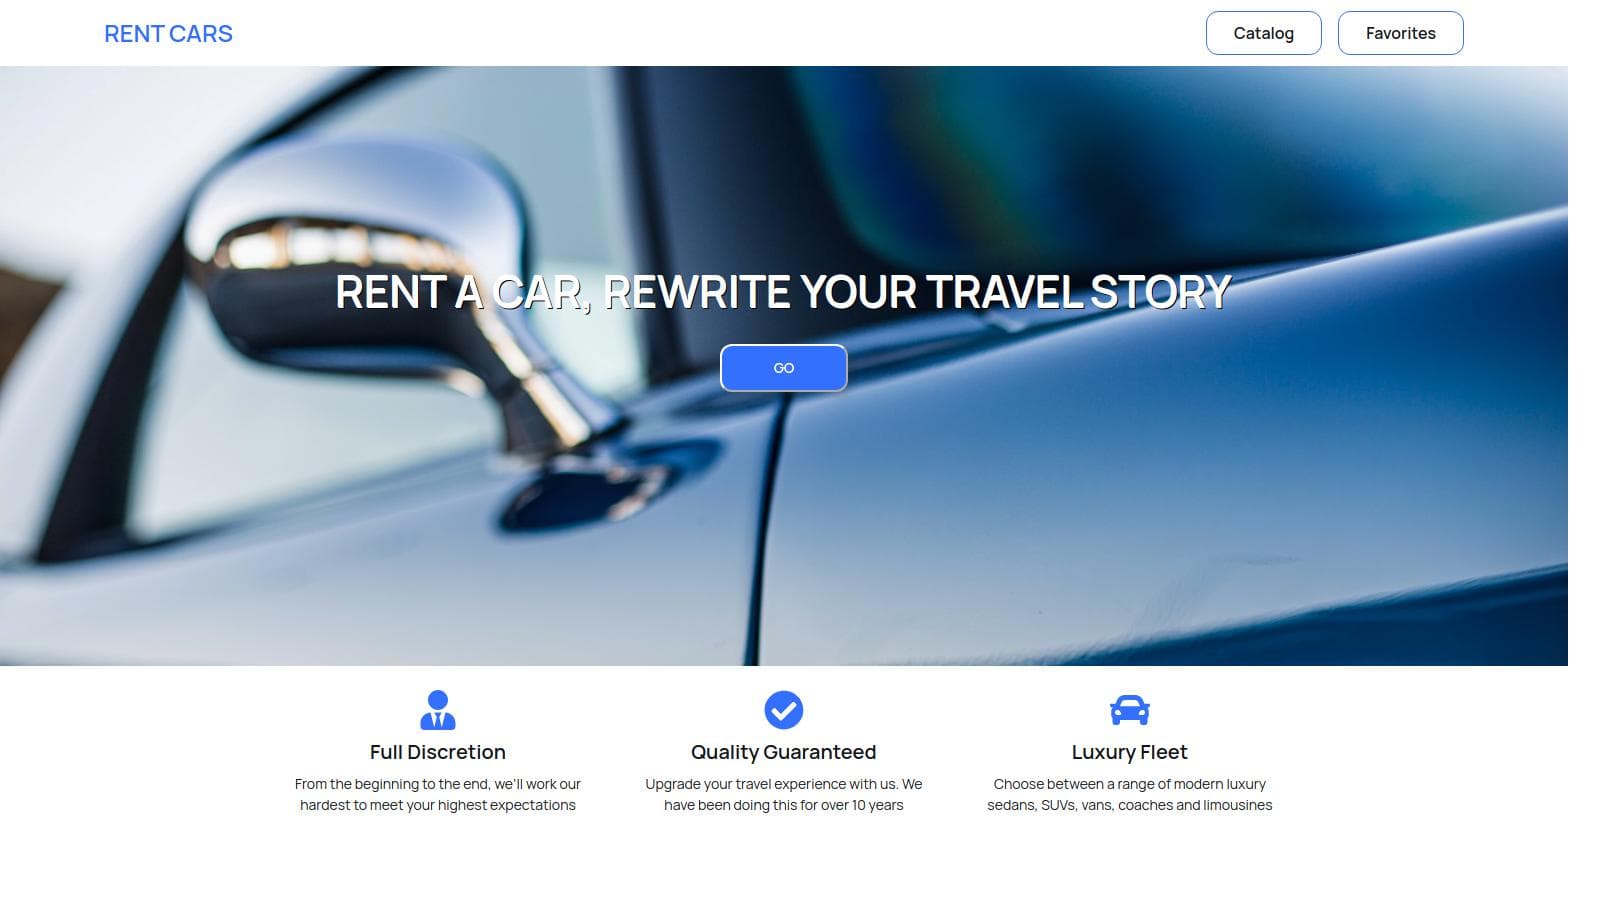 RENT CARS
Catalog
Favorites
RENT A CAR, REWRITE YOUR TRAVEL STORY
GO
Full Discretion
From the beginning to the end, we'll work our
hardest to meet your highest expectations
Quality Guaranteed
Upgrade your travel experience with us. We
have been doing this for over 10 years
Luxury Fleet
Choose between a range of modern luxury
sedans, SUVs, vans, coaches and limousines